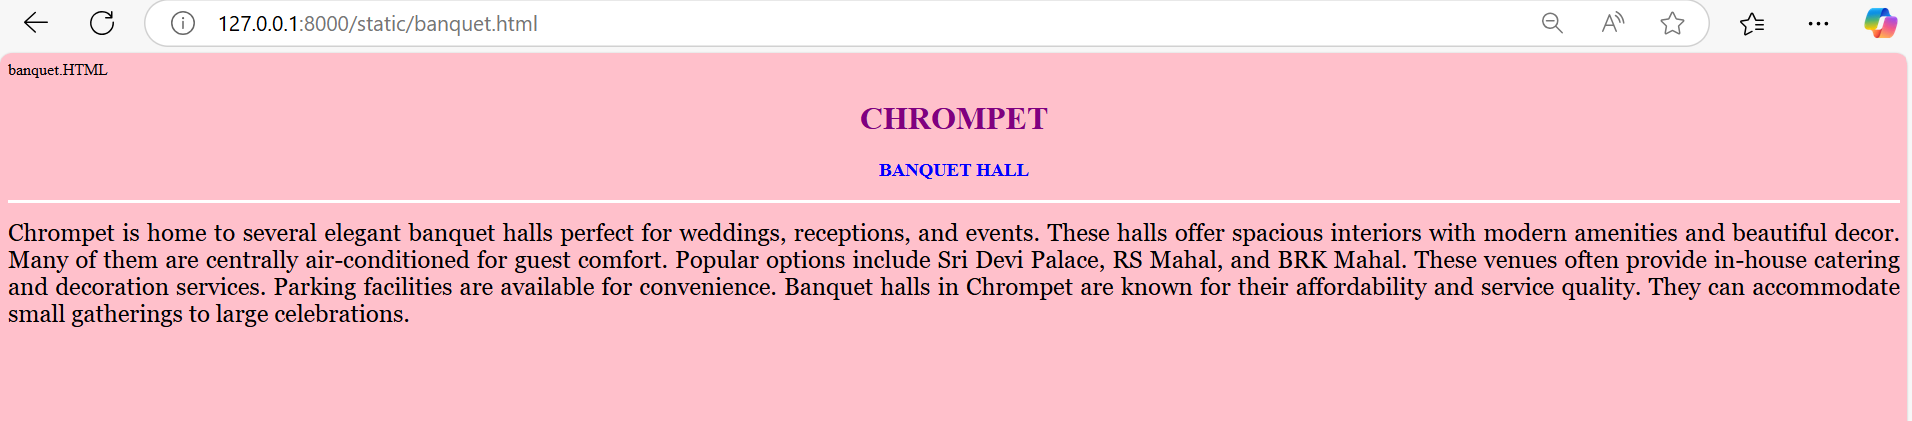 127.0.0.1:8000/static/banquet.html
banquet.HTML
CHROMPET
BANQUET HALL
Chrompet is home to several elegant banquet halls perfect for weddings, receptions, and events. These halls offer spacious interiors with modern amenities and beautiful decor.
Many of them are centrally air-conditioned for guest comfort. Popular options include Sri Devi Palace, RS Mahal, and BRK Mahal. These venues often provide in-house catering
and decoration services. Parking facilities are available for convenience. Banquet halls in Chrompet are known for their affordability and service quality. They can accommodate
small gatherings to large celebrations.